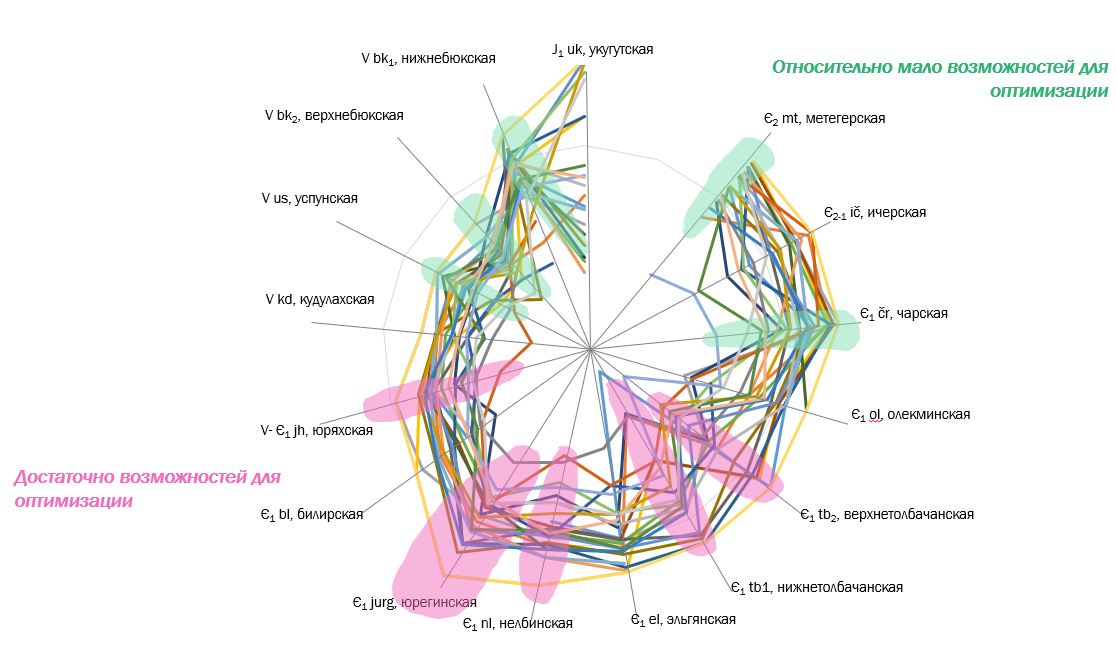 J₁ uk, укугутская
V bk₁, нижнебюкская
Относительно мало возможностей для
оптимизации
V bk₂, верхнебюкская
Є₂ mt, метегерская
V us, успунская
Є₂₋₁ ič, ичерская
V kd, кудулахская
Є₁ čr, чарская
Є₁ ol, олекминская
V- Є₁ jh, юряхская
Достаточно возможностей для
оптимизации
Є₁ bl, билирская
Є₁ tb₂, верхнетолбачанская
Є₁ tb1, нижнетолбачанская
Є₁ jurg, юрегинская
Є₁ nl, нелбинская
Є₁ el, эльгянская